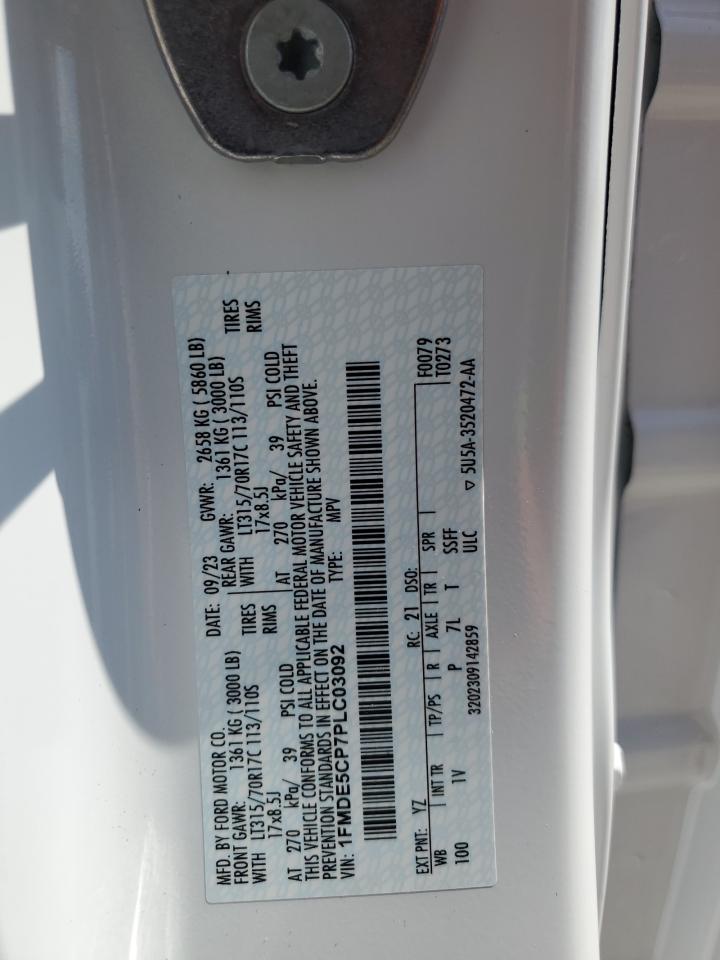 MFD. BY FORD MOTOR CO.
DATE: 09/23 GVWR: 2658 KG ( 5860 LB)
FRONT GAWR: 1361 KG ( 3000 LB) REAR GAWR: 1361 KG ( 3000 LB)
WITH LT315/70R17C 113/110S TIRES WITH LT315/70R17C 113/110S TIRES
17x8.5J RIMS 17x8.5J RIMS
AT 270 kPa/ 39 PSI COLD AT 270 kPa/ 39 PSI COLD
THIS VEHICLE CONFORMS TO ALL APPLICABLE FEDERAL MOTOR VEHICLE SAFETY AND THEFT
PREVENTION STANDARDS IN EFFECT ON THE DATE OF MANUFACTURE SHOWN ABOVE.
VIN: 1FMDE5CP7PLC03092 TYPE: MPV
EXT PNT: YZ RC: 21 DSO: F0079
WB INT TR TP/PS R AXLE TR SPR T0273
100 1V P 7L T SSFF
3202309142859 ULC ▽ 5U5A-3520472-AA